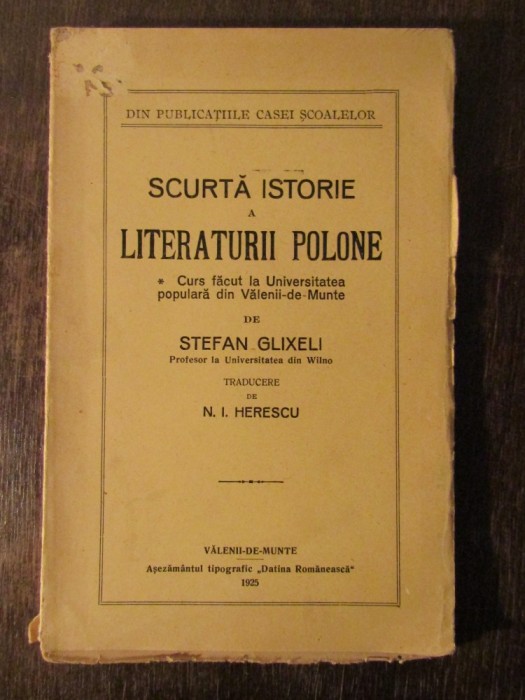 DIN PUBLICAȚIILE CASEI ȘCOALELOR
SCURTĂ ISTORIE
A
LITERATURII POLONE
* Curs făcut la Universitatea
populară din Vălenii-de-Munte
DE
STEFAN GLIXELI
Profesor la Universitatea din Wilno
TRADUCERE
DE
N. I. HERESCU
VĂLENII-DE-MUNTE
Așezământul tipografic „Datina Românească“
1925